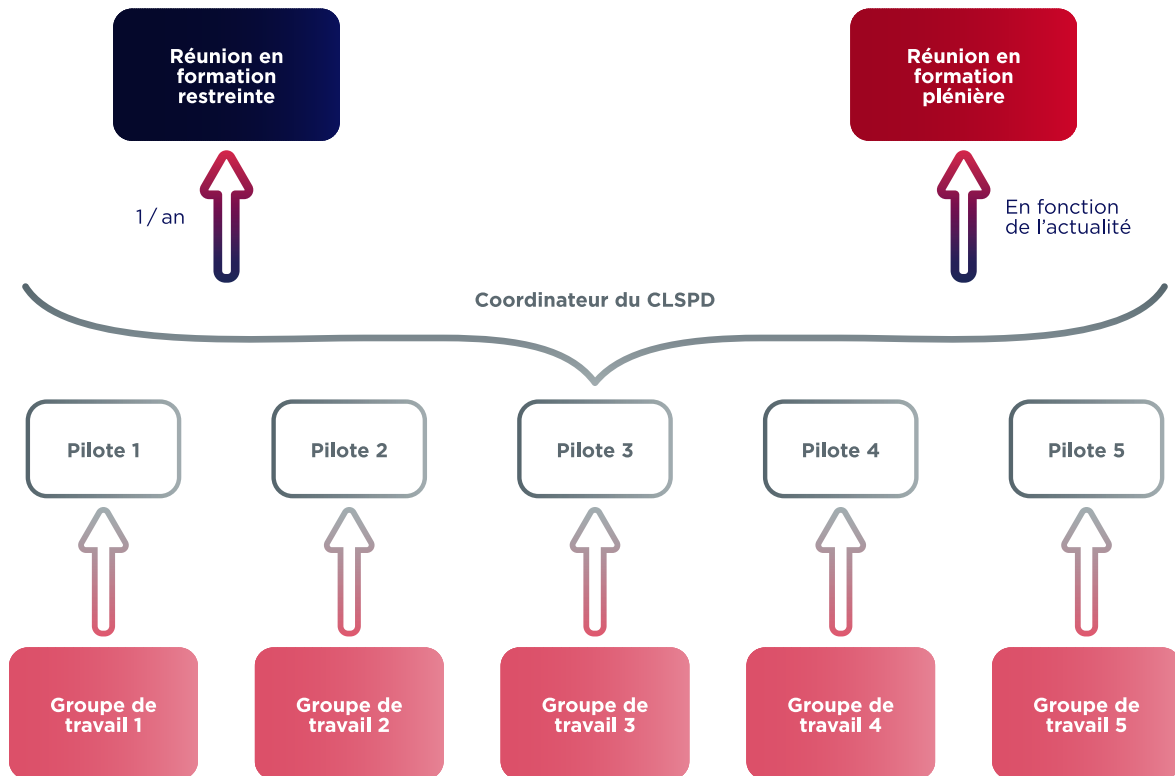 Réunion en
formation
restreinte
Réunion en
formation
plénière
1 / an
En fonction
de l’actualité
Coordinateur du CLSPD
Pilote 1
Pilote 2
Pilote 3
Pilote 4
Pilote 5
Groupe de
travail 1
Groupe de
travail 2
Groupe de
travail 3
Groupe de
travail 4
Groupe de
travail 5